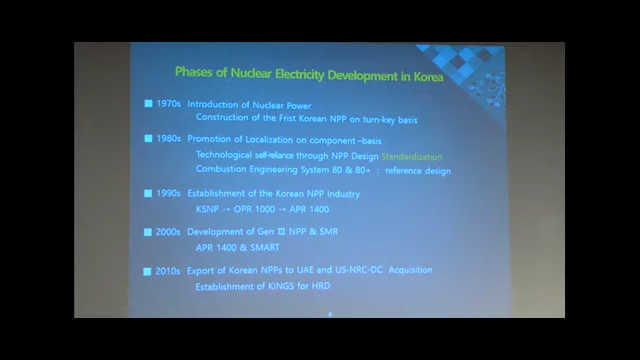 Phases of Nuclear Electricity Development in Korea
■ 1970s Introduction of Nuclear Power
Construction of the Frist Korean NPP on turn-key basis
■ 1980s Promotion of Localization on component –basis
Technological self-reliance through NPP Design Standardization
Combustion Engineering System 80 & 80+ : reference design
■ 1990s Establishment of the Korean NPP Industry
KSNP → OPR 1000 → APR 1400
■ 2000s Development of Gen Ⅲ NPP & SMR
APR 1400 & SMART
■ 2010s Export of Korean NPPs to UAE and US-NRC-DC Acquisition
Establishment of KINGS for HRD